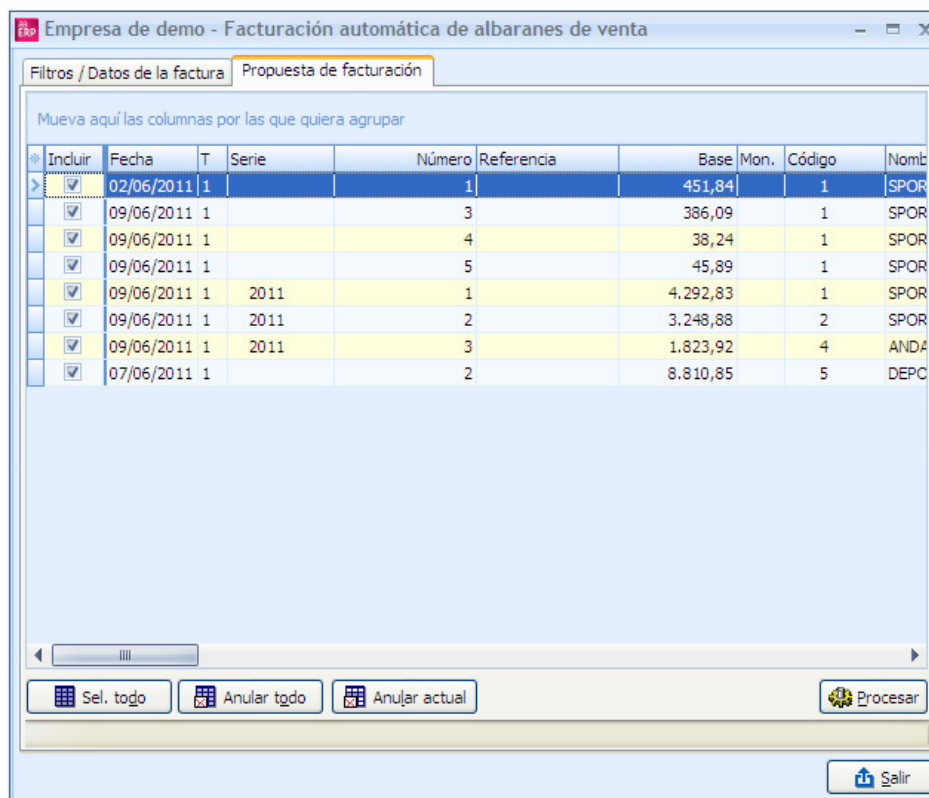 Empresa de demo - Facturación automática de albaranes de venta
Filtros / Datos de la factura Propuesta de facturación
Mueva aquí las columnas por las que quiera agrupar
Incluir Fecha T Serie Número Referencia Base Mon. Código Nomb
02/06/2011 1 1 451,84 1 SPOR
09/06/2011 1 3 386,09 1 SPOR
09/06/2011 1 4 38,24 1 SPOR
09/06/2011 1 5 45,89 1 SPOR
09/06/2011 1 2011 1 4.292,83 1 SPOR
09/06/2011 1 2011 2 3.248,88 2 SPOR
09/06/2011 1 2011 3 1.823,92 4 ANDA
07/06/2011 1 2 8.810,85 5 DEPO
Sel. todo Anular todo Anular actual Procesar
Salir